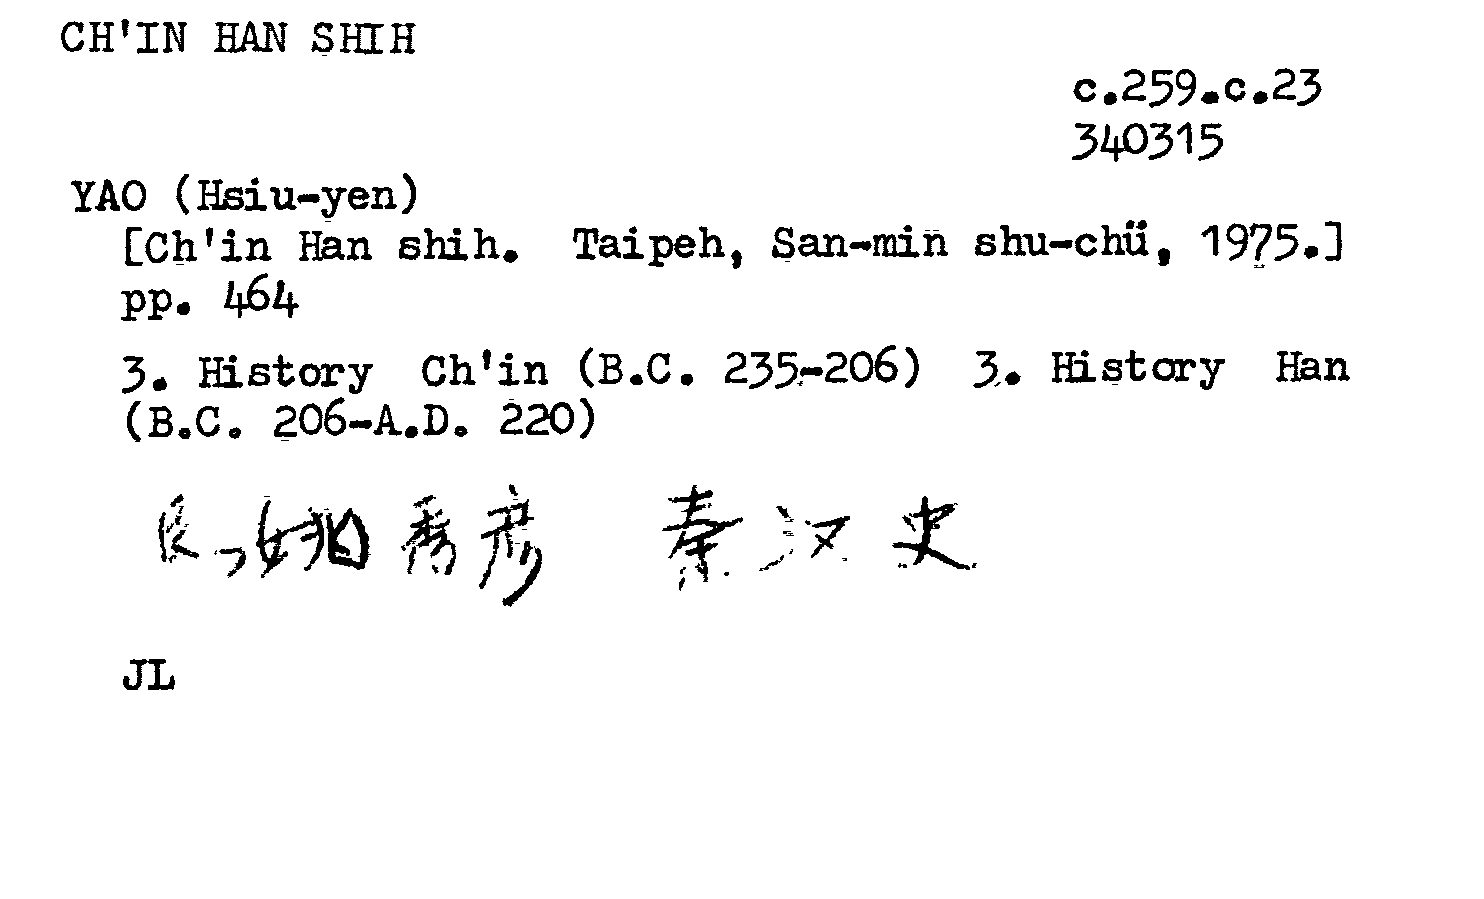 CH'IN HAN SHIH
c.259.c.23
340315
YAO (Hsiu-yen)
[Ch'in Han shih. Taipeh, San-min shu-chü, 1975.]
pp. 464
3. History Ch'in (B.C. 235-206) 3. History Han
(B.C. 206-A.D. 220)
姚秀彦 秦汉史
JL